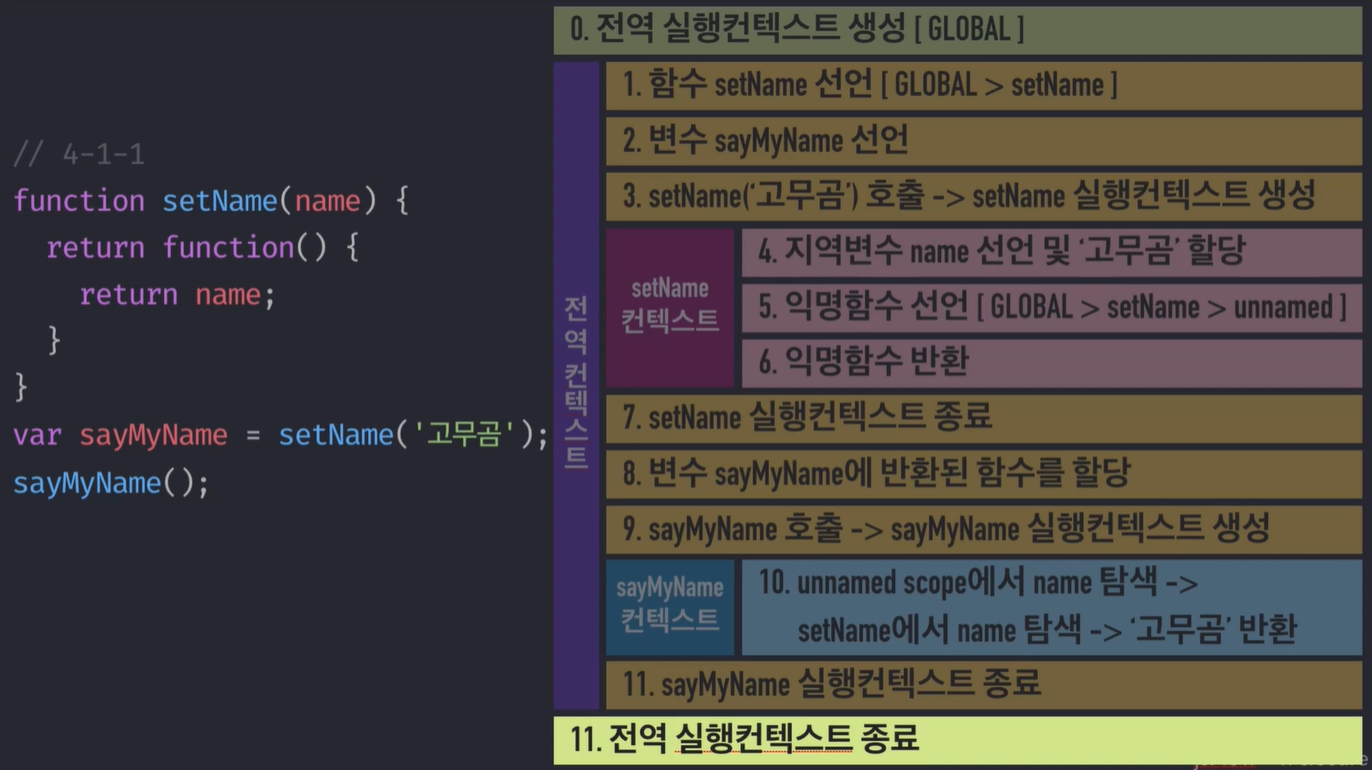 // 4-1-1
function setName(name) {
return function() {
return name;
}
}
var sayMyName = setName('고무곰');
sayMyName();
0. 전역 실행컨텍스트 생성 [ GLOBAL ]
전역 컨텍스트
1. 함수 setName 선언 [ GLOBAL > setName ]
2. 변수 sayMyName 선언
3. setName(‘고무곰’) 호출 -> setName 실행컨텍스트 생성
setName
컨텍스트
4. 지역변수 name 선언 및 ‘고무곰’ 할당
5. 익명함수 선언 [ GLOBAL > setName > unnamed ]
6. 익명함수 반환
7. setName 실행컨텍스트 종료
8. 변수 sayMyName에 반환된 함수를 할당
9. sayMyName 호출 -> sayMyName 실행컨텍스트 생성
sayMyName
컨텍스트
10. unnamed scope에서 name 탐색 ->
setName에서 name 탐색 -> ‘고무곰’ 반환
11. sayMyName 실행컨텍스트 종료
11. 전역 실행컨텍스트 종료